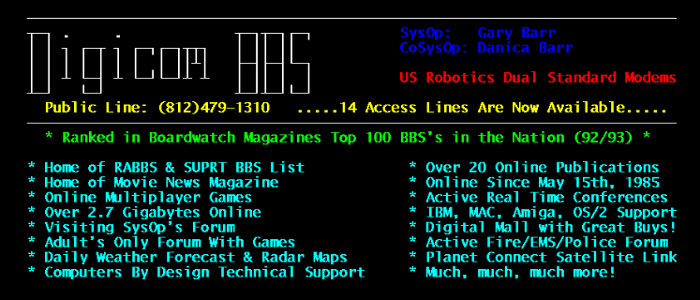 Digicom BBS
SysOp: Gary Barr
CoSysOp: Danica Barr
US Robotics Dual Standard Modems
Public Line: (812)479-1310 .....14 Access Lines Are Now Available.....
* Ranked in Boardwatch Magazines Top 100 BBS's in the Nation (92/93) *
* Home of RABBS & SUPRT BBS List
* Home of Movie News Magazine
* Online Multiplayer Games
* Over 2.7 Gigabytes Online
* Visiting SysOp's Forum
* Adult's Only Forum With Games
* Daily Weather Forecast & Radar Maps
* Computers By Design Technical Support
* Over 20 Online Publications
* Online Since May 15th, 1985
* Active Real Time Conferences
* IBM, MAC, Amiga, OS/2 Support
* Digital Mall with Great Buys!
* Active Fire/EMS/Police Forum
* Planet Connect Satellite Link
* Much, much, much more!